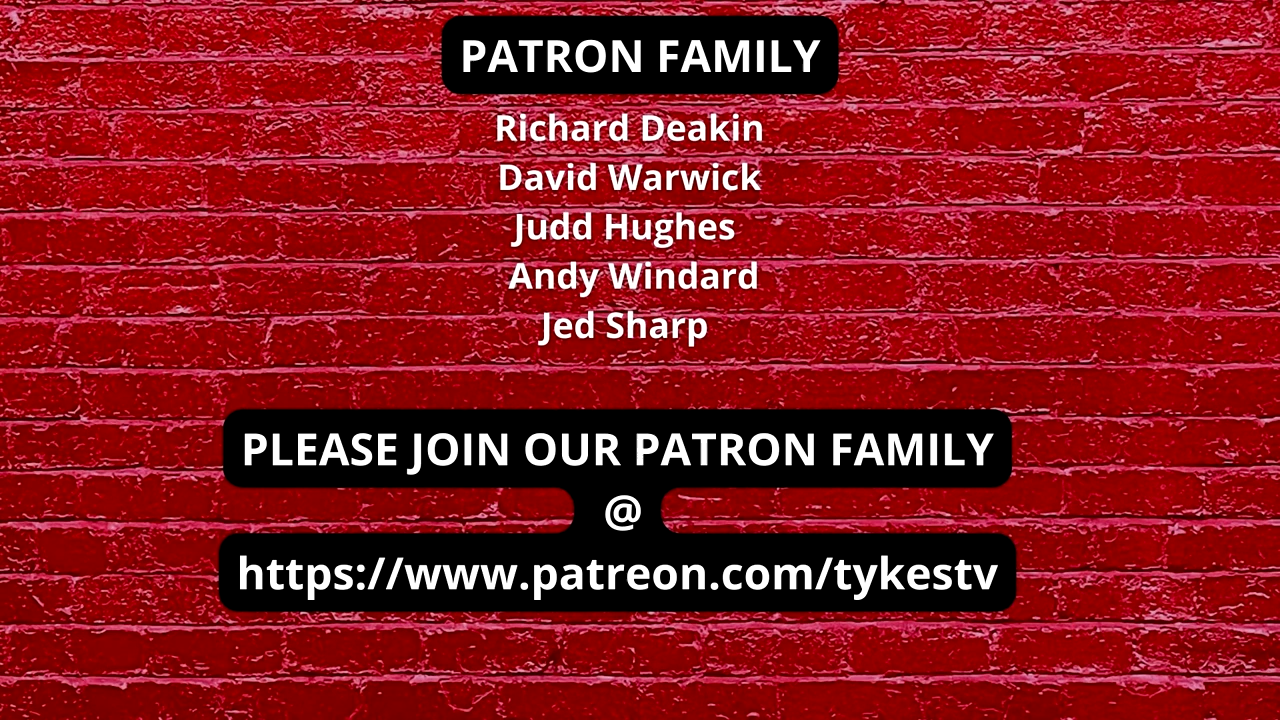 PATRON FAMILY
Richard Deakin
David Warwick
Judd Hughes
Andy Windard
Jed Sharp
PLEASE JOIN OUR PATRON FAMILY
@
https://www.patreon.com/tykestv